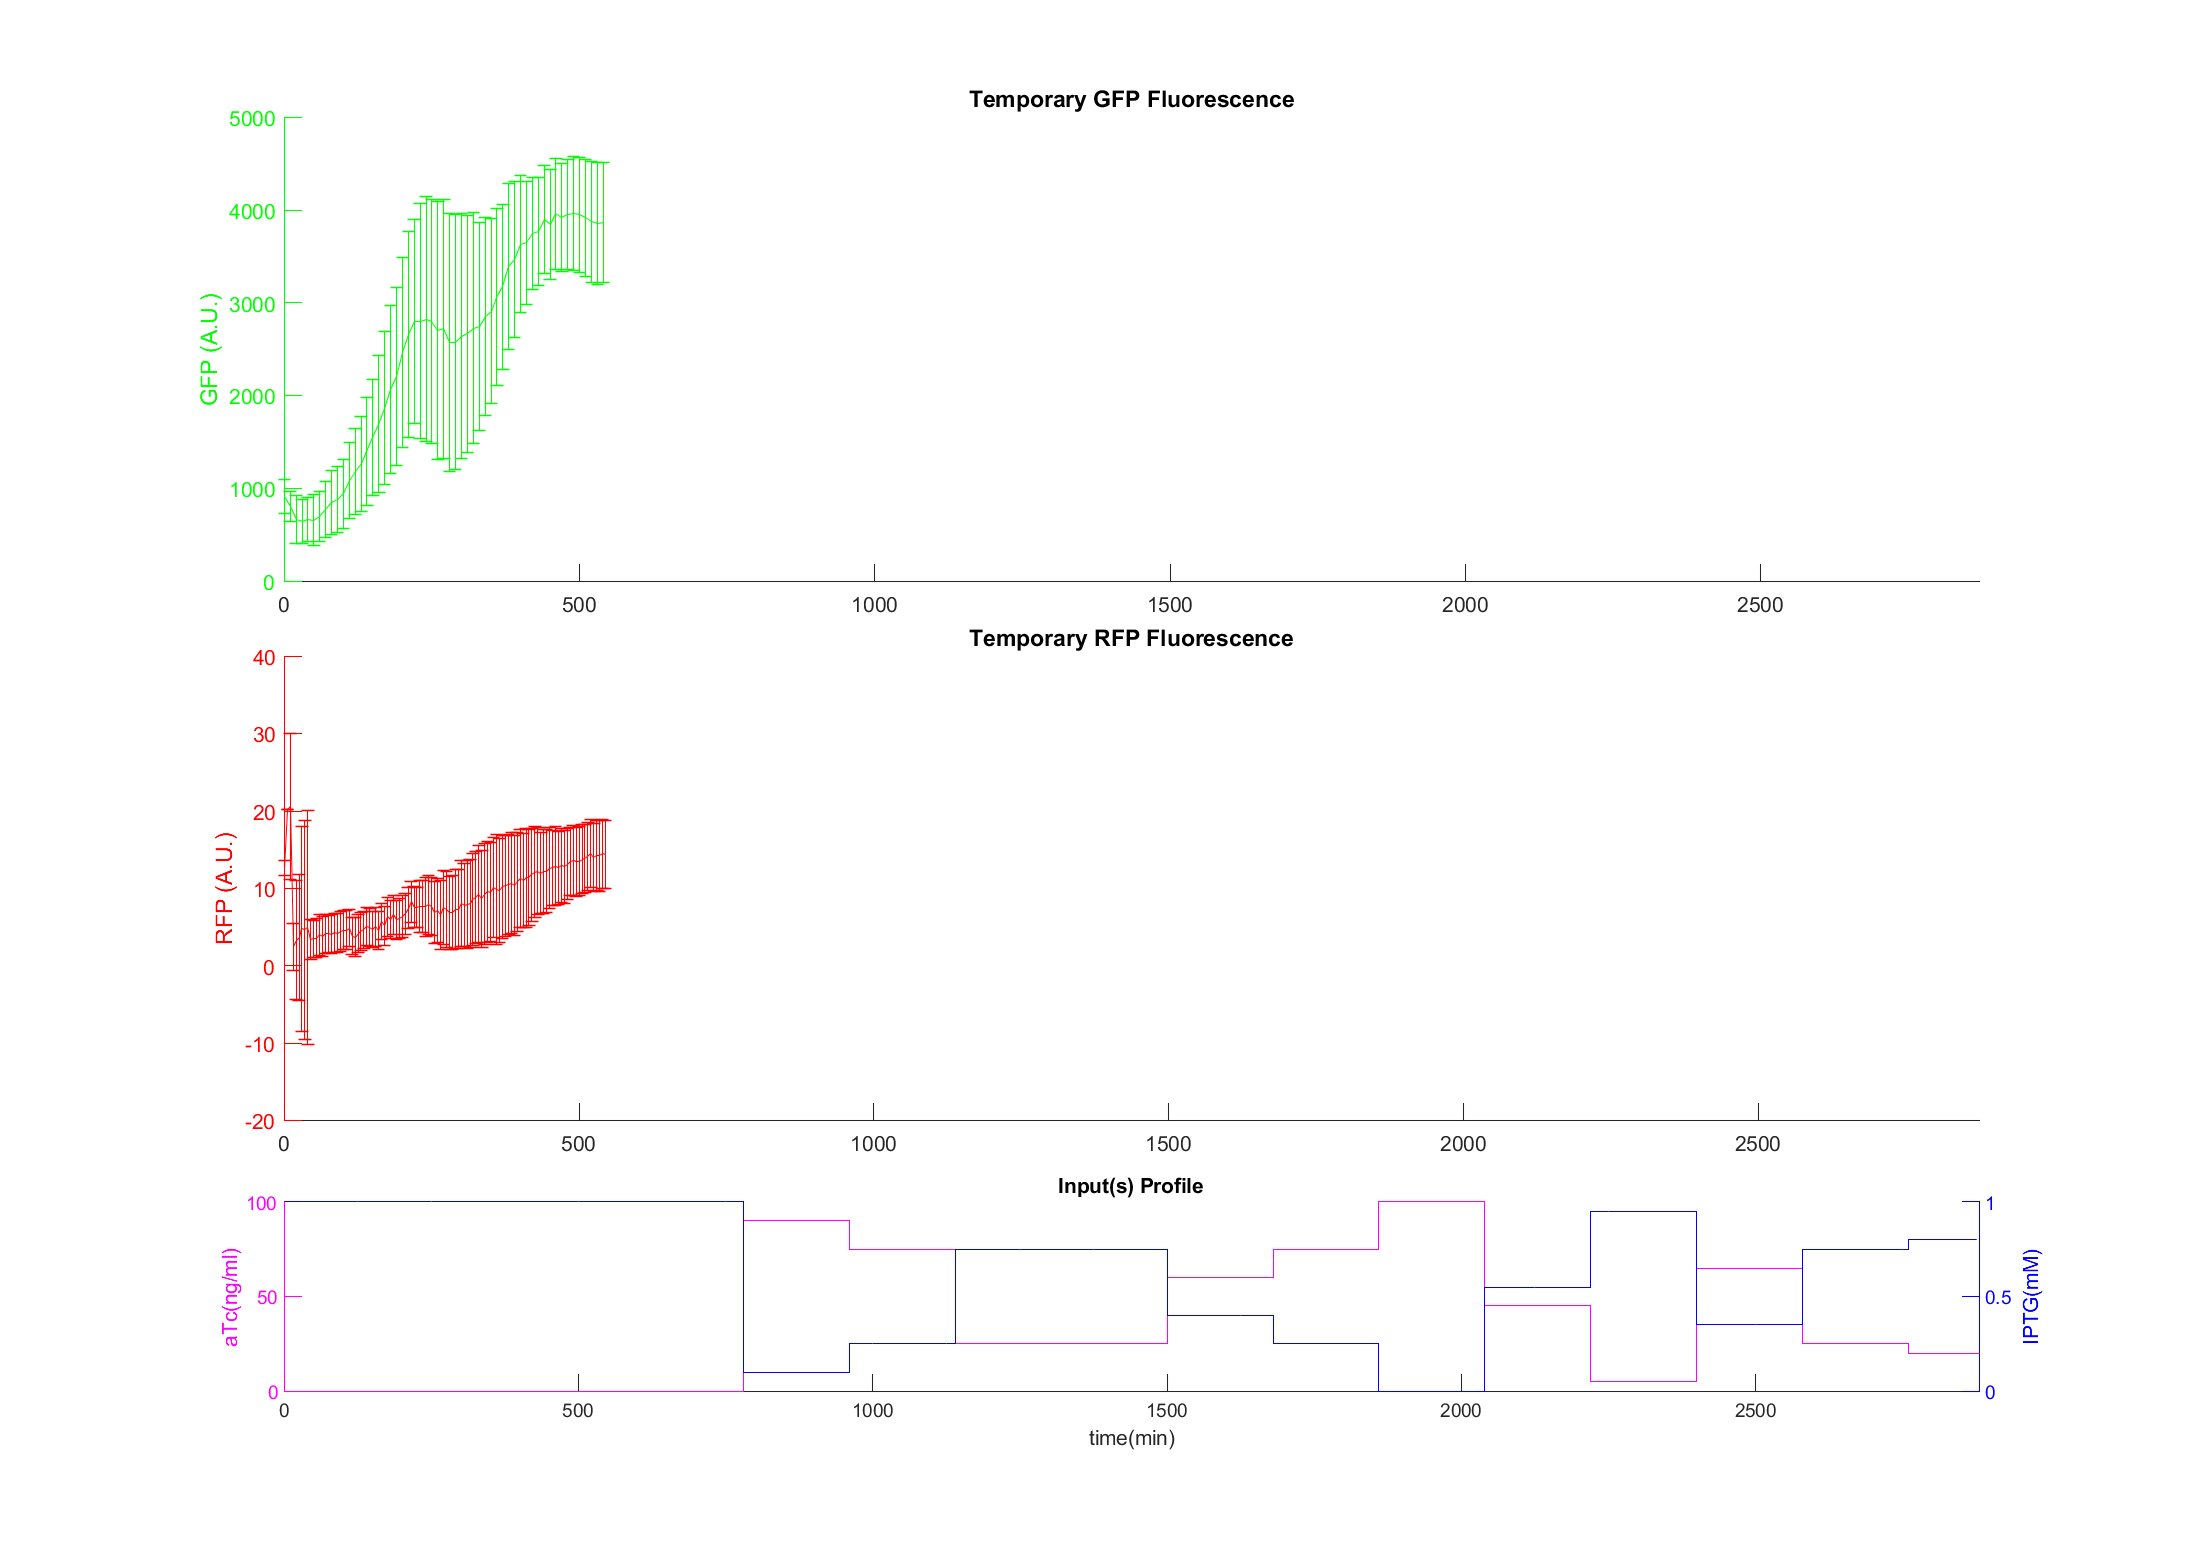 Temporary GFP Fluorescence
5000
4000
3000
2000
1000
0
GFP (A.U.)
0 500 1000 1500 2000 2500
Temporary RFP Fluorescence
40
30
20
10
0
-10
-20
RFP (A.U.)
0 500 1000 1500 2000 2500
Input(s) Profile
100
50
0
aTc(ng/ml)
1
0.5
0
IPTG(mM)
0 500 1000 1500 2000 2500
time(min)